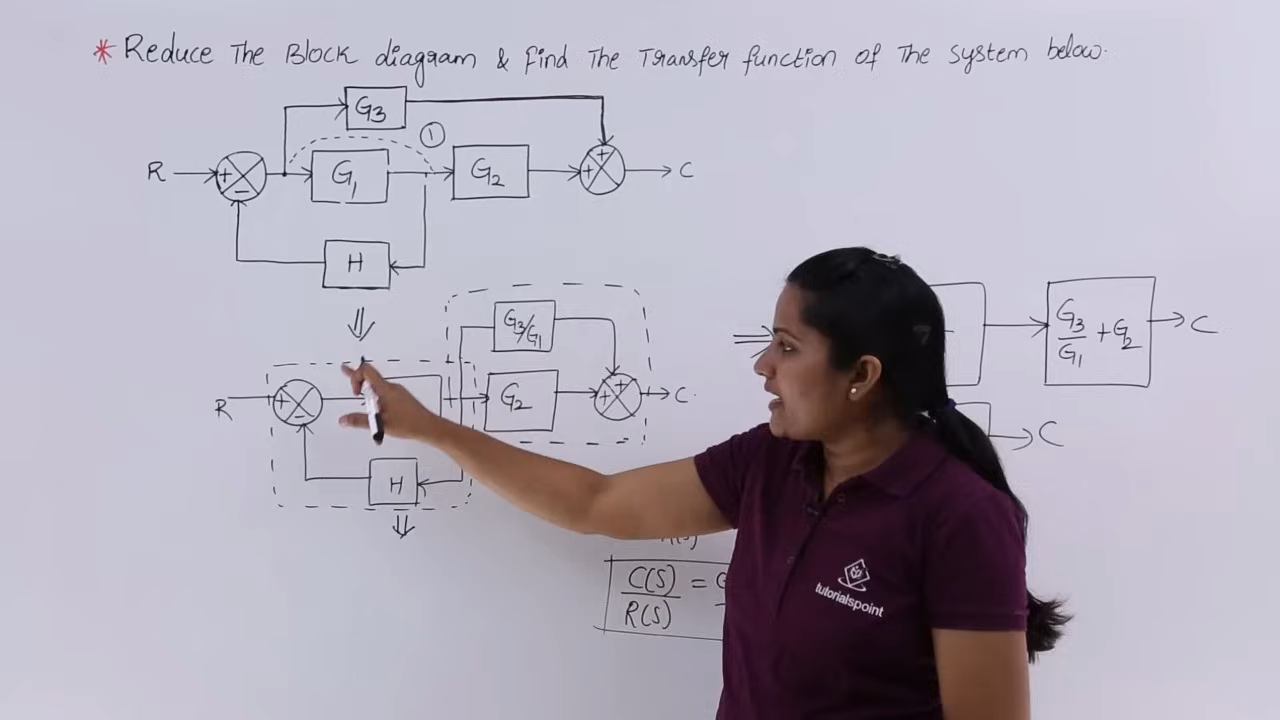 * Reduce The Block diagram & find The Transfer function of The system below.
G3
①
R + − G1 G2 + + C
H
⇓
G3/G1
R + − G2 + + C.
H
⇓
⇒ G3/G1 + G2 → C
→ C
C(S)/R(S) =
tutorialspoint